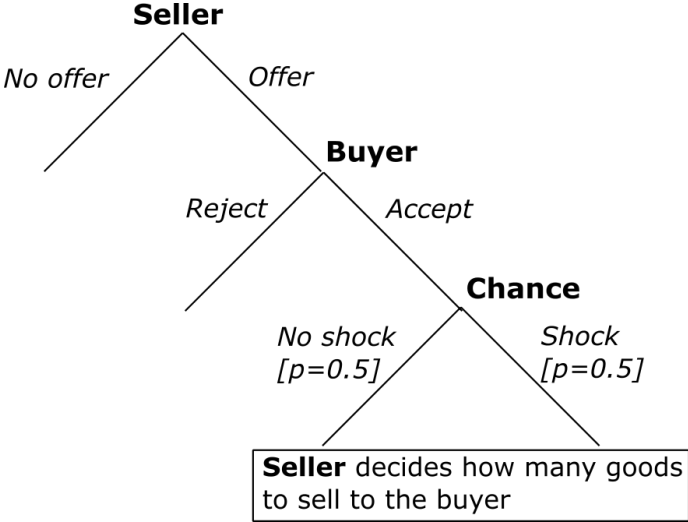 Seller
No offer
Offer
Buyer
Reject
Accept
Chance
No shock
[p=0.5]
Shock
[p=0.5]
Seller decides how many goods
to sell to the buyer